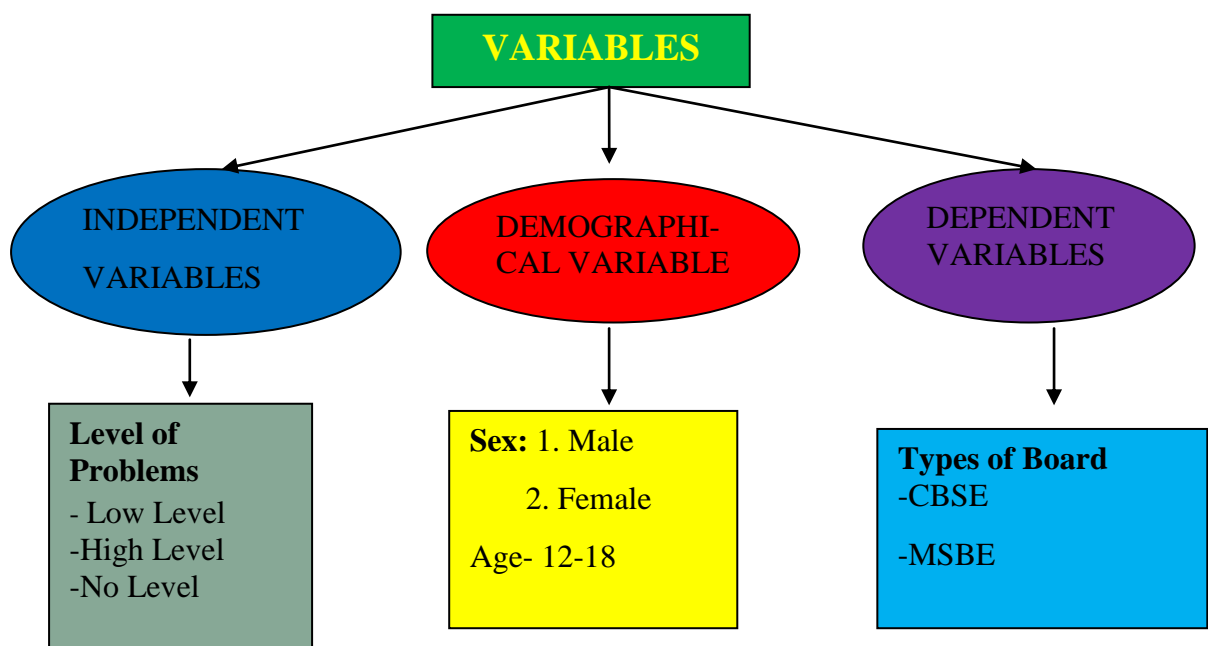 VARIABLES
INDEPENDENT
VARIABLES
DEMOGRAPHI-
CAL VARIABLE
DEPENDENT
VARIABLES
Level of
Problems
- Low Level
-High Level
-No Level
Sex: 1. Male
2. Female
Age- 12-18
Types of Board
-CBSE
-MSBE